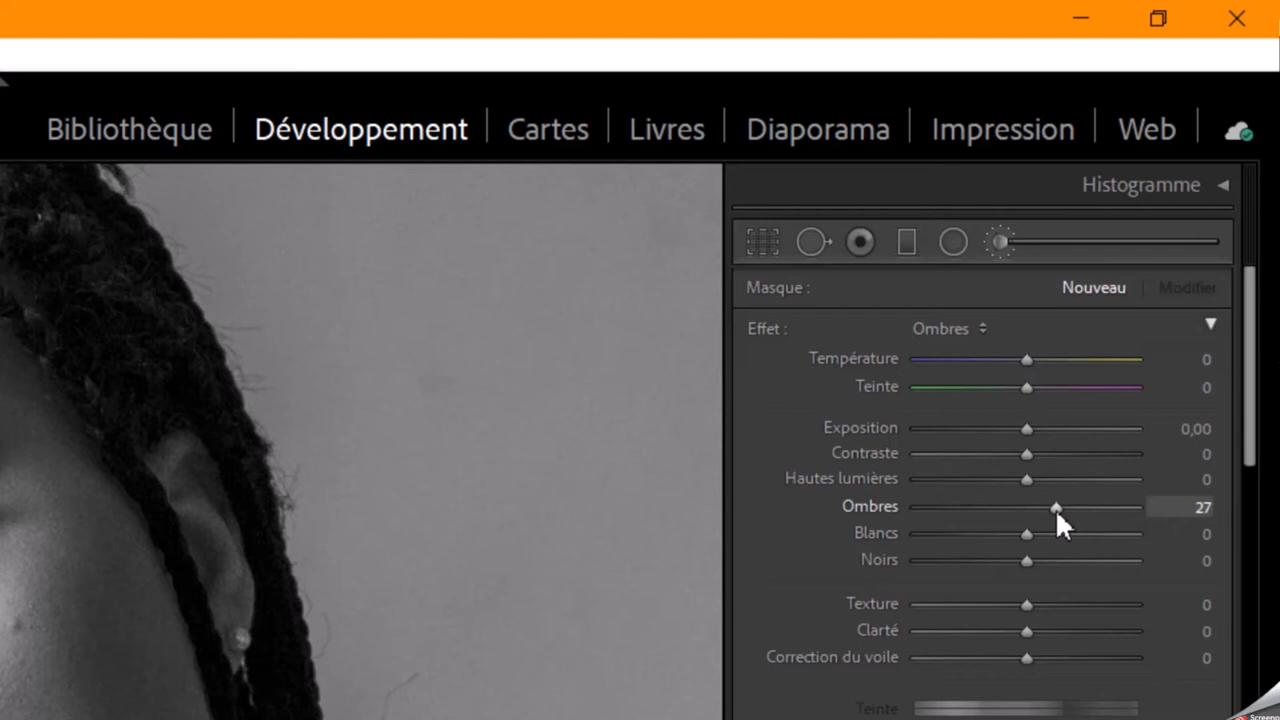 Bibliothèque | Développement | Cartes | Livres | Diaporama | Impression | Web
Histogramme
Masque : Nouveau | Modifier
Effet : Ombres
Température 0
Teinte 0
Exposition 0,00
Contraste 0
Hautes lumières 0
Ombres 27
Blancs 0
Noirs 0
Texture 0
Clarté 0
Correction du voile 0
Teinte